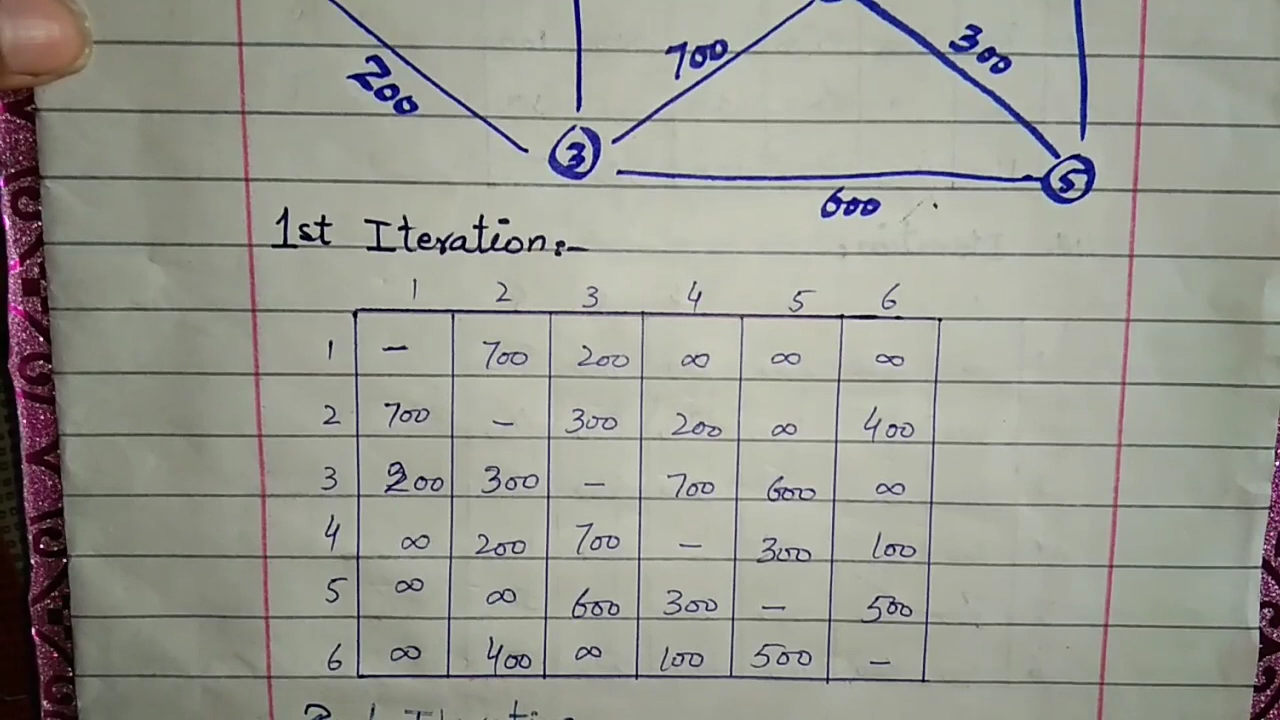 200
700
300
3
5
600
1st Iteration:-
1 2 3 4 5 6
1 - 700 200 ∞ ∞ ∞
2 700 - 300 200 ∞ 400
3 200 300 - 700 600 ∞
4 ∞ 200 700 - 300 100
5 ∞ ∞ 600 300 - 500
6 ∞ 400 ∞ 100 500 -